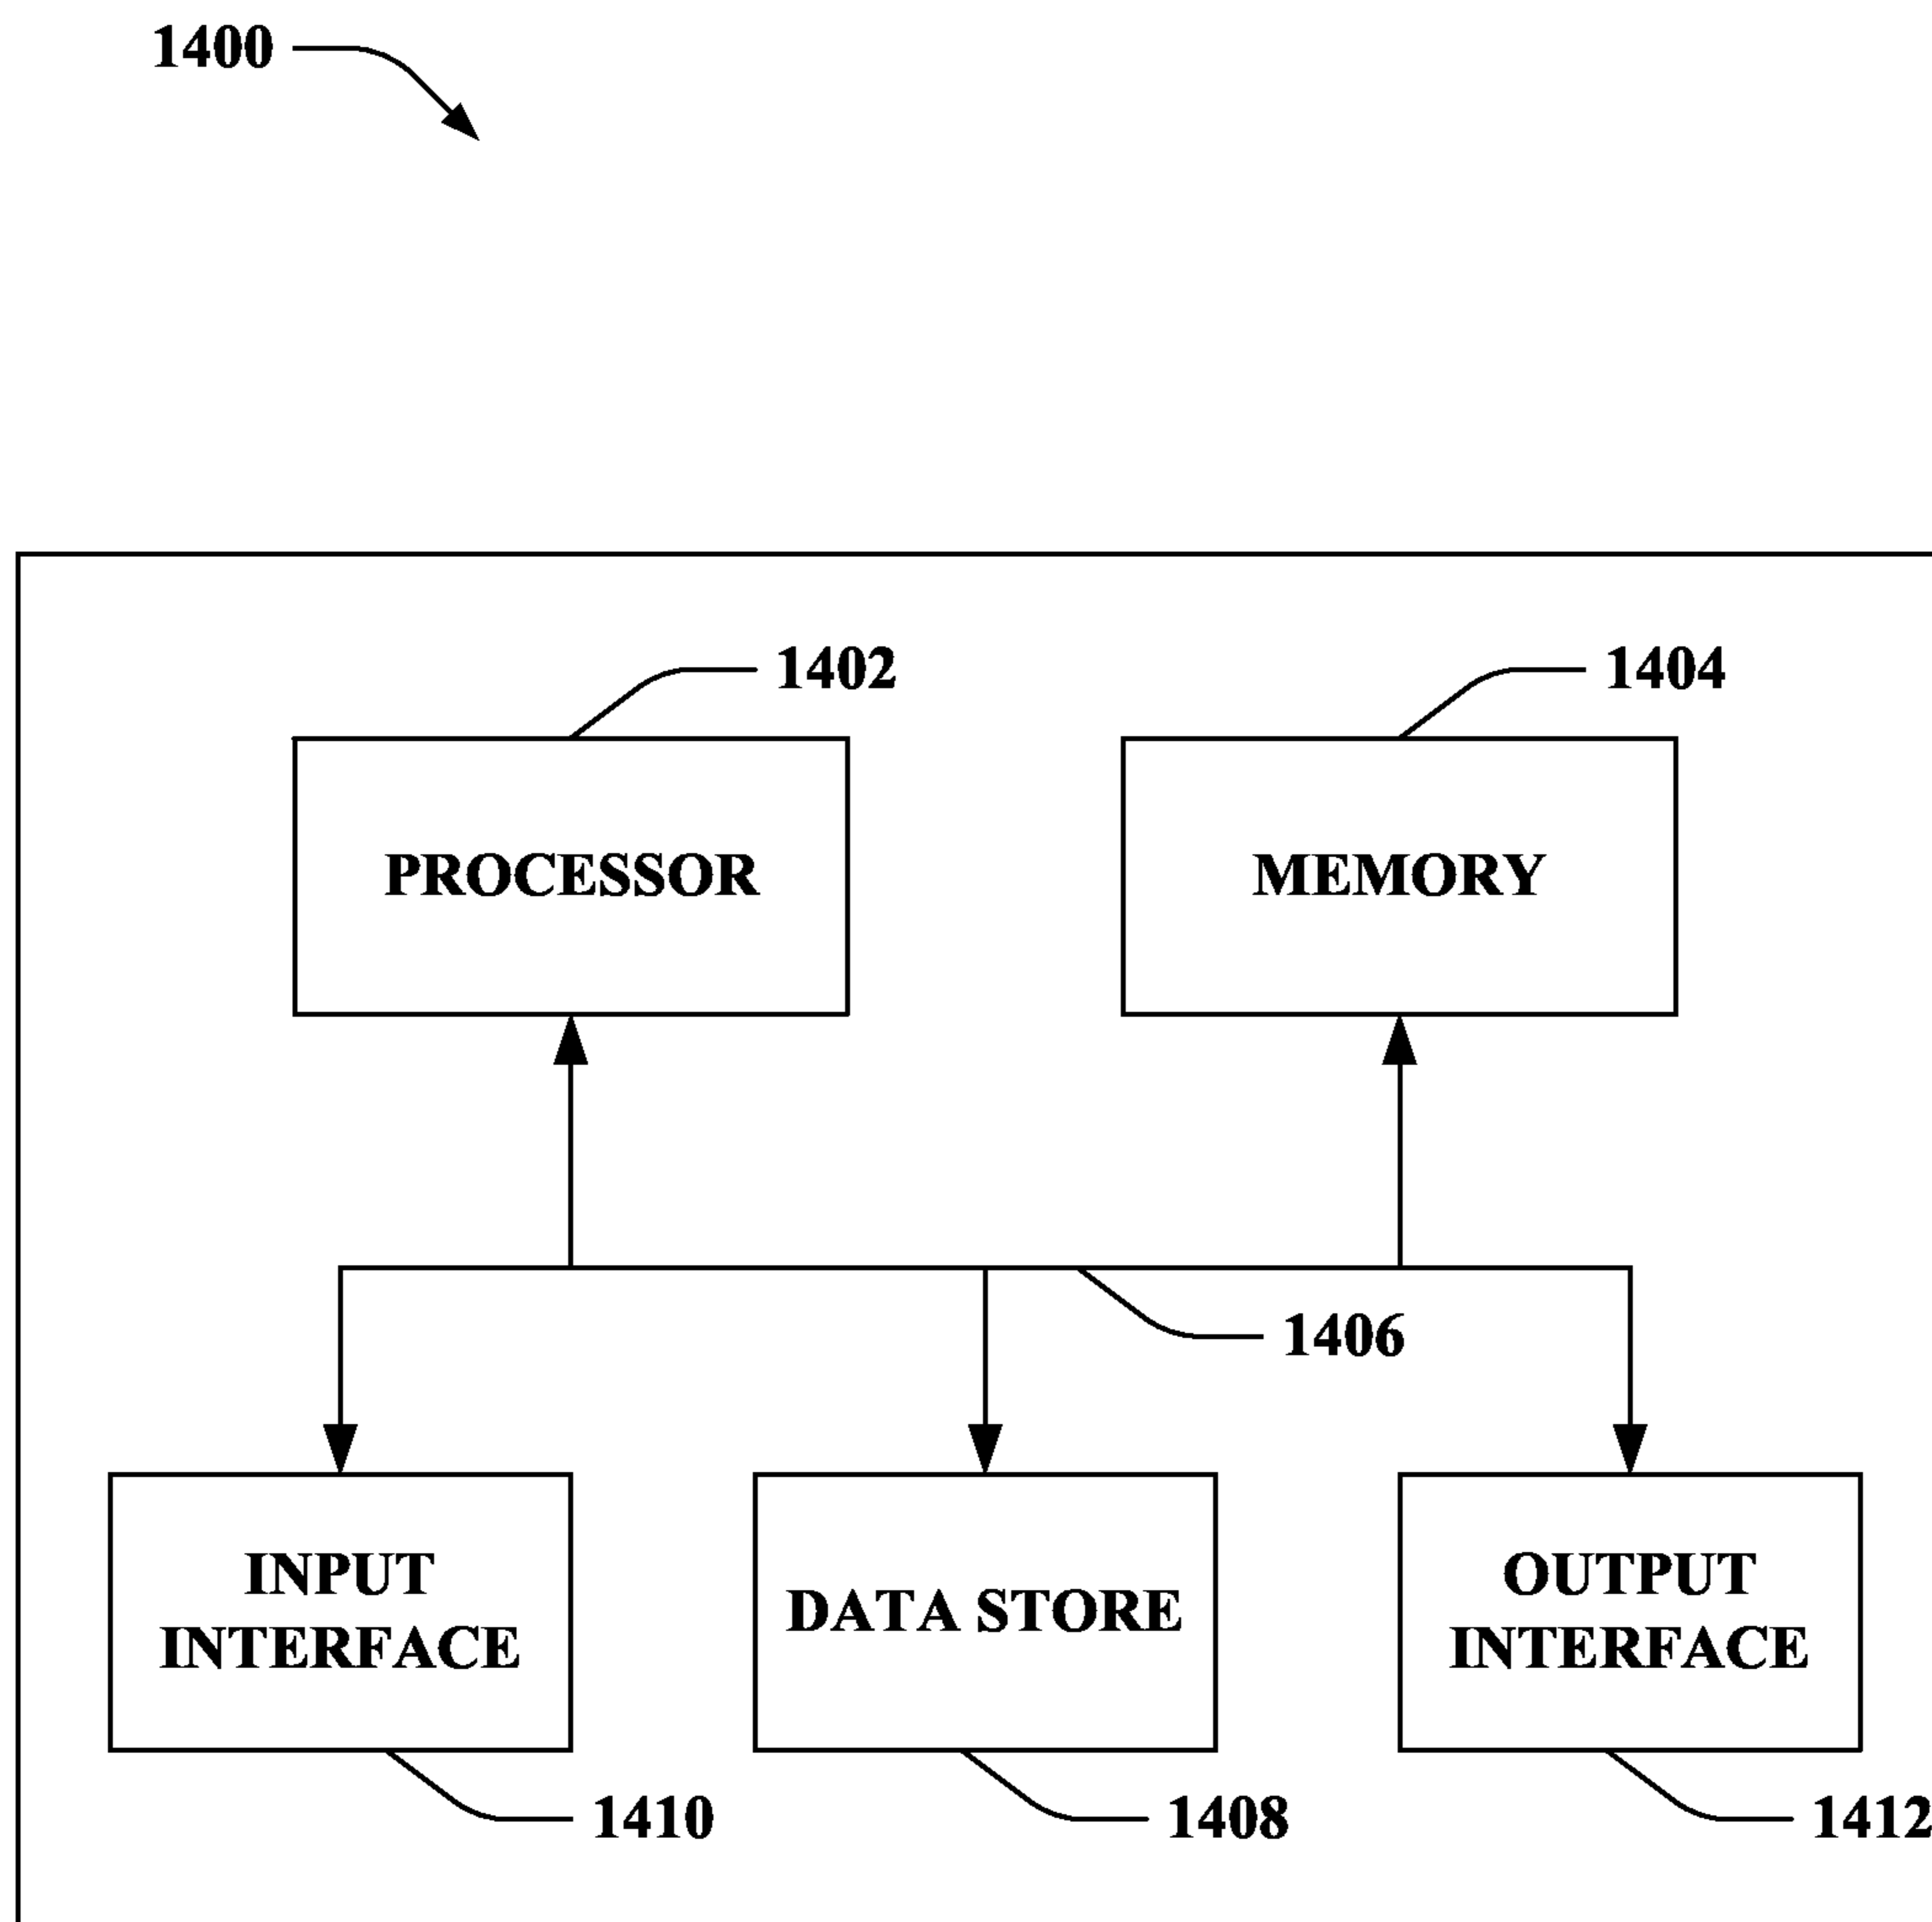 1400
1402
1404
PROCESSOR
MEMORY
1406
INPUT
INTERFACE
DATA STORE
OUTPUT
INTERFACE
1410
1408
1412